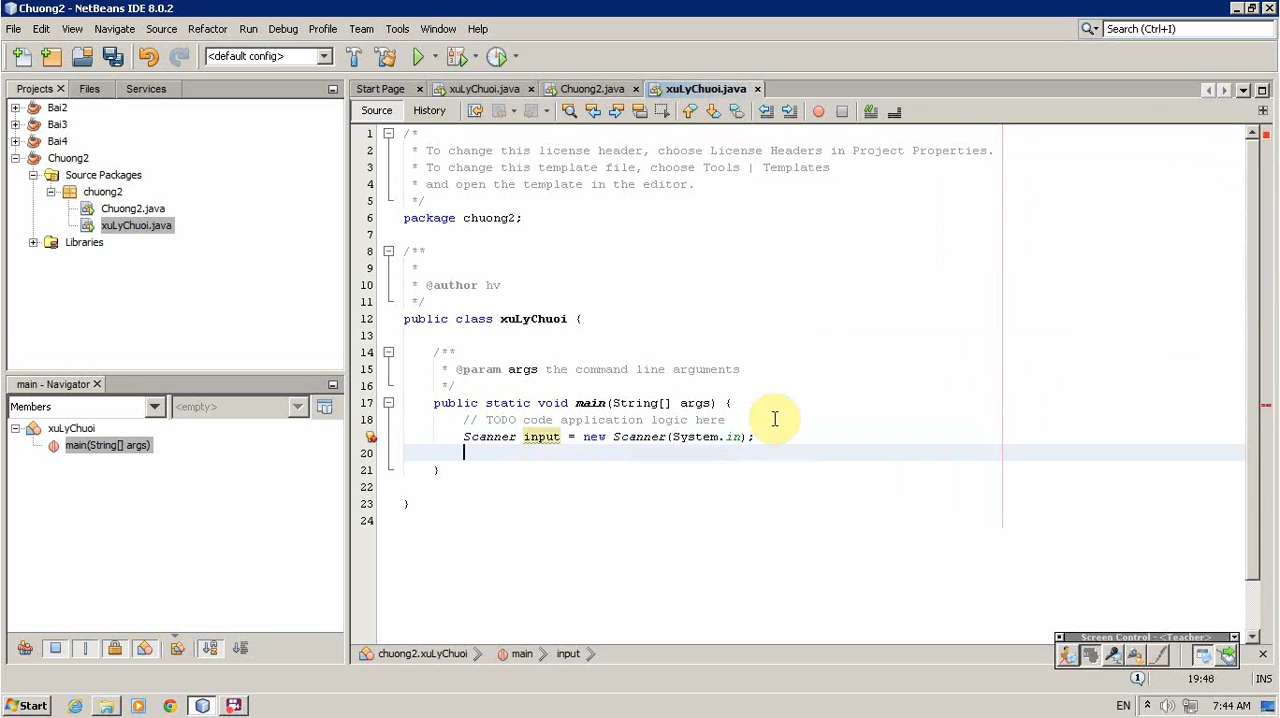 Chuong2 - NetBeans IDE 8.0.2
File Edit View Navigate Source Refactor Run Debug Profile Team Tools Window Help
Search (Ctrl+I)
<default config>
Projects Files Services
Start Page xuLyChuoi.java Chuong2.java xuLyChuoi.java
Source History
Bai2
Bai3
Bai4
Chuong2
Source Packages
chuong2
Chuong2.java
xuLyChuoi.java
Libraries
main - Navigator
Members <empty>
xuLyChuoi
main(String[] args)
1 /*
2 * To change this license header, choose License Headers in Project Properties.
3 * To change this template file, choose Tools | Templates
4 * and open the template in the editor.
5 */
6 package chuong2;
7
8 /**
9 *
10 * @author hv
11 */
12 public class xuLyChuoi {
13
14 /**
15 * @param args the command line arguments
16 */
17 public static void main(String[] args) {
18 // TODO code application logic here
Scanner input = new Scanner(System.in);
20
21 }
22
23 }
24
chuong2.xuLyChuoi main input
Screen Control - <Teacher>
1 19:48 INS
Start
EN 7:44 AM